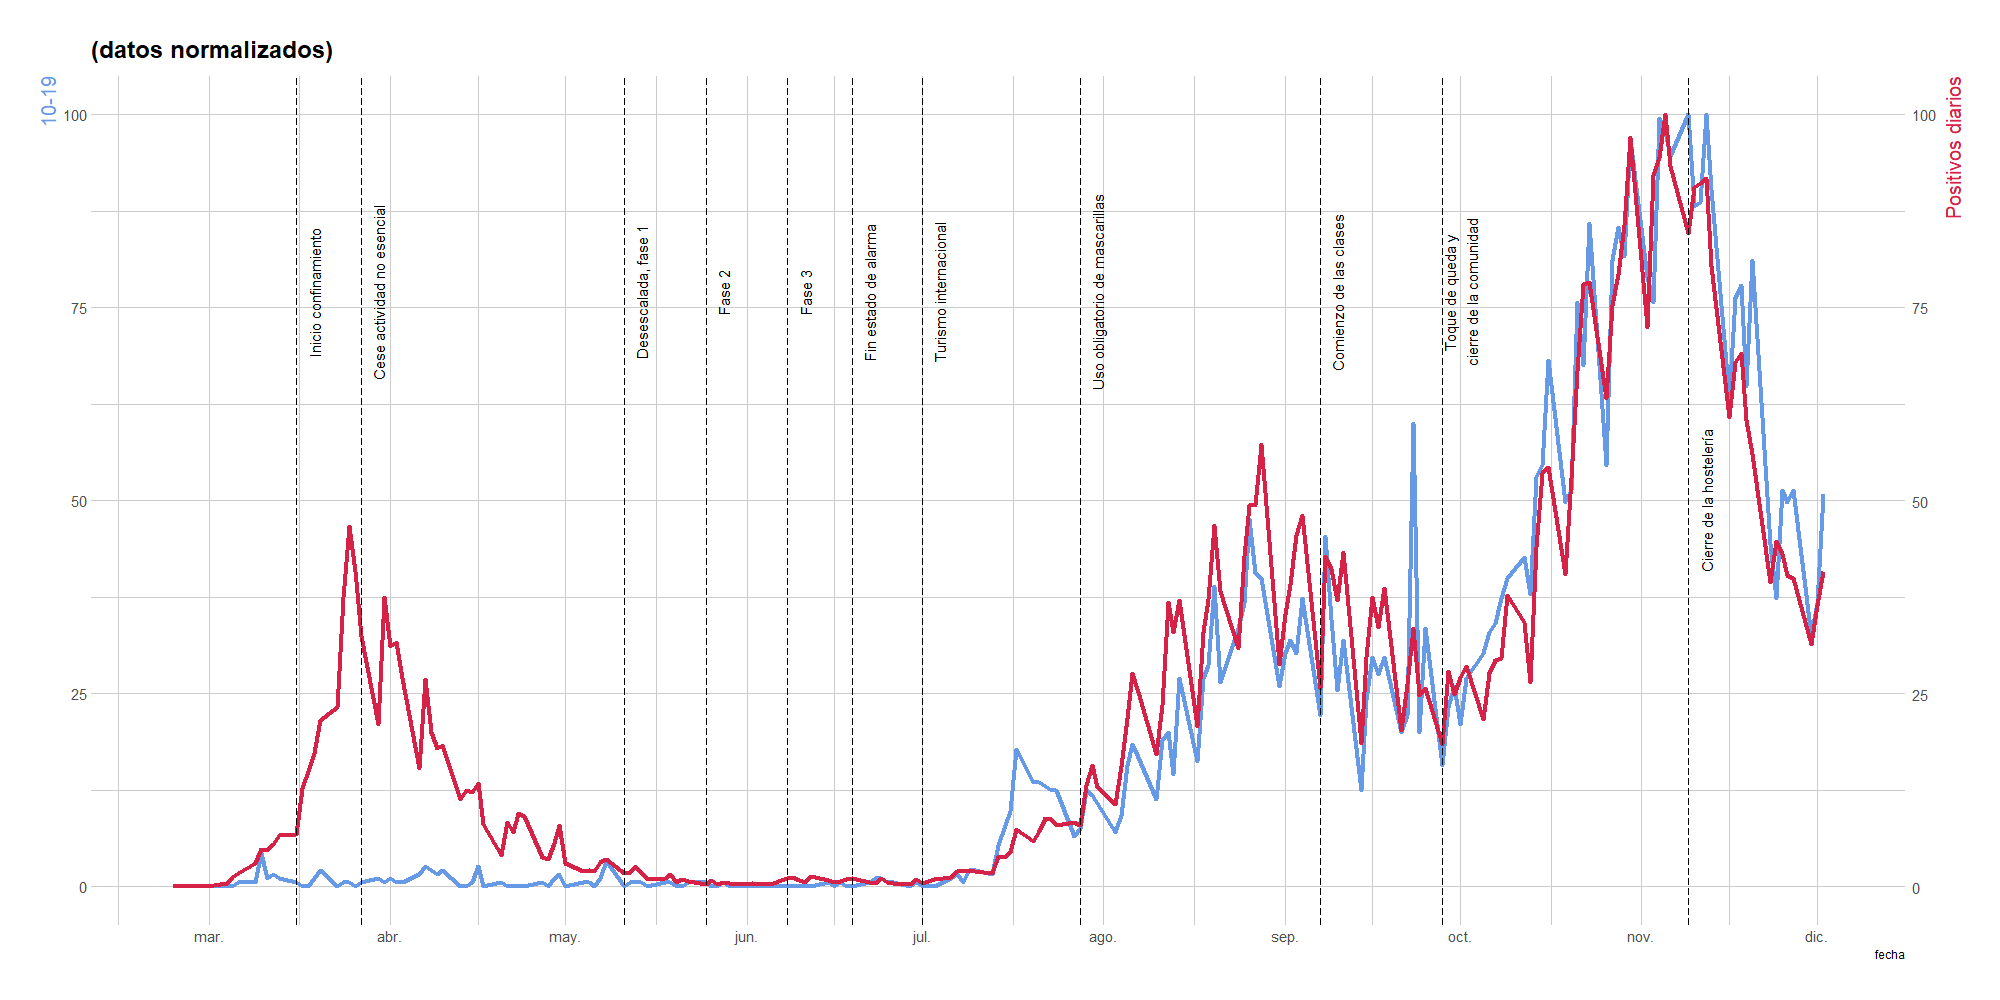 (datos normalizados)
10-19
Positivos diarios
100
75
50
25
0
100
75
50
25
0
Inicio confinamiento
Cese actividad no esencial
Desescalada, fase 1
Fase 2
Fase 3
Fin estado de alarma
Turismo internacional
Uso obligatorio de mascarillas
Comienzo de las clases
Toque de queda y
cierre de la comunidad
Cierre de la hostelería
mar.
abr.
may.
jun.
jul.
ago.
sep.
oct.
nov.
dic.
fecha